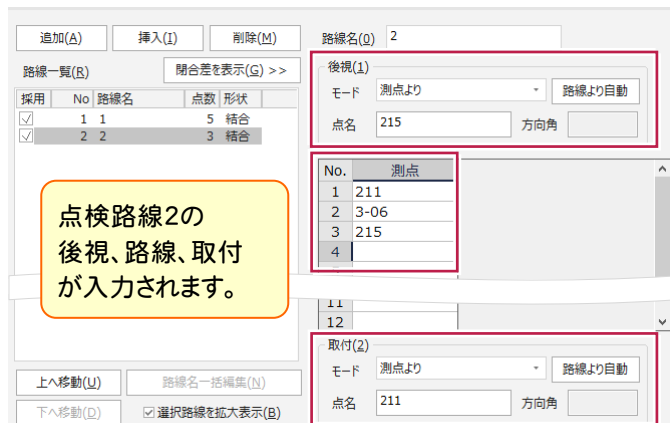 追加(A) 挿入(I) 削除(M)
路線一覧(R) 閉合差を表示(G) >>
採用 No 路線名 点数 形状
1 1 5 結合
2 2 3 結合
点検路線2の
後視、路線、取付
が入力されます。
上へ移動(U) 路線名一括編集(N)
下へ移動(D) 選択路線を拡大表示(B)
路線名(0) 2
後視(1)
モード 測点より 路線より自動
点名 215 方向角
No. 測点
1 211
2 3-06
3 215
4
11
12
取付(2)
モード 測点より 路線より自動
点名 211 方向角